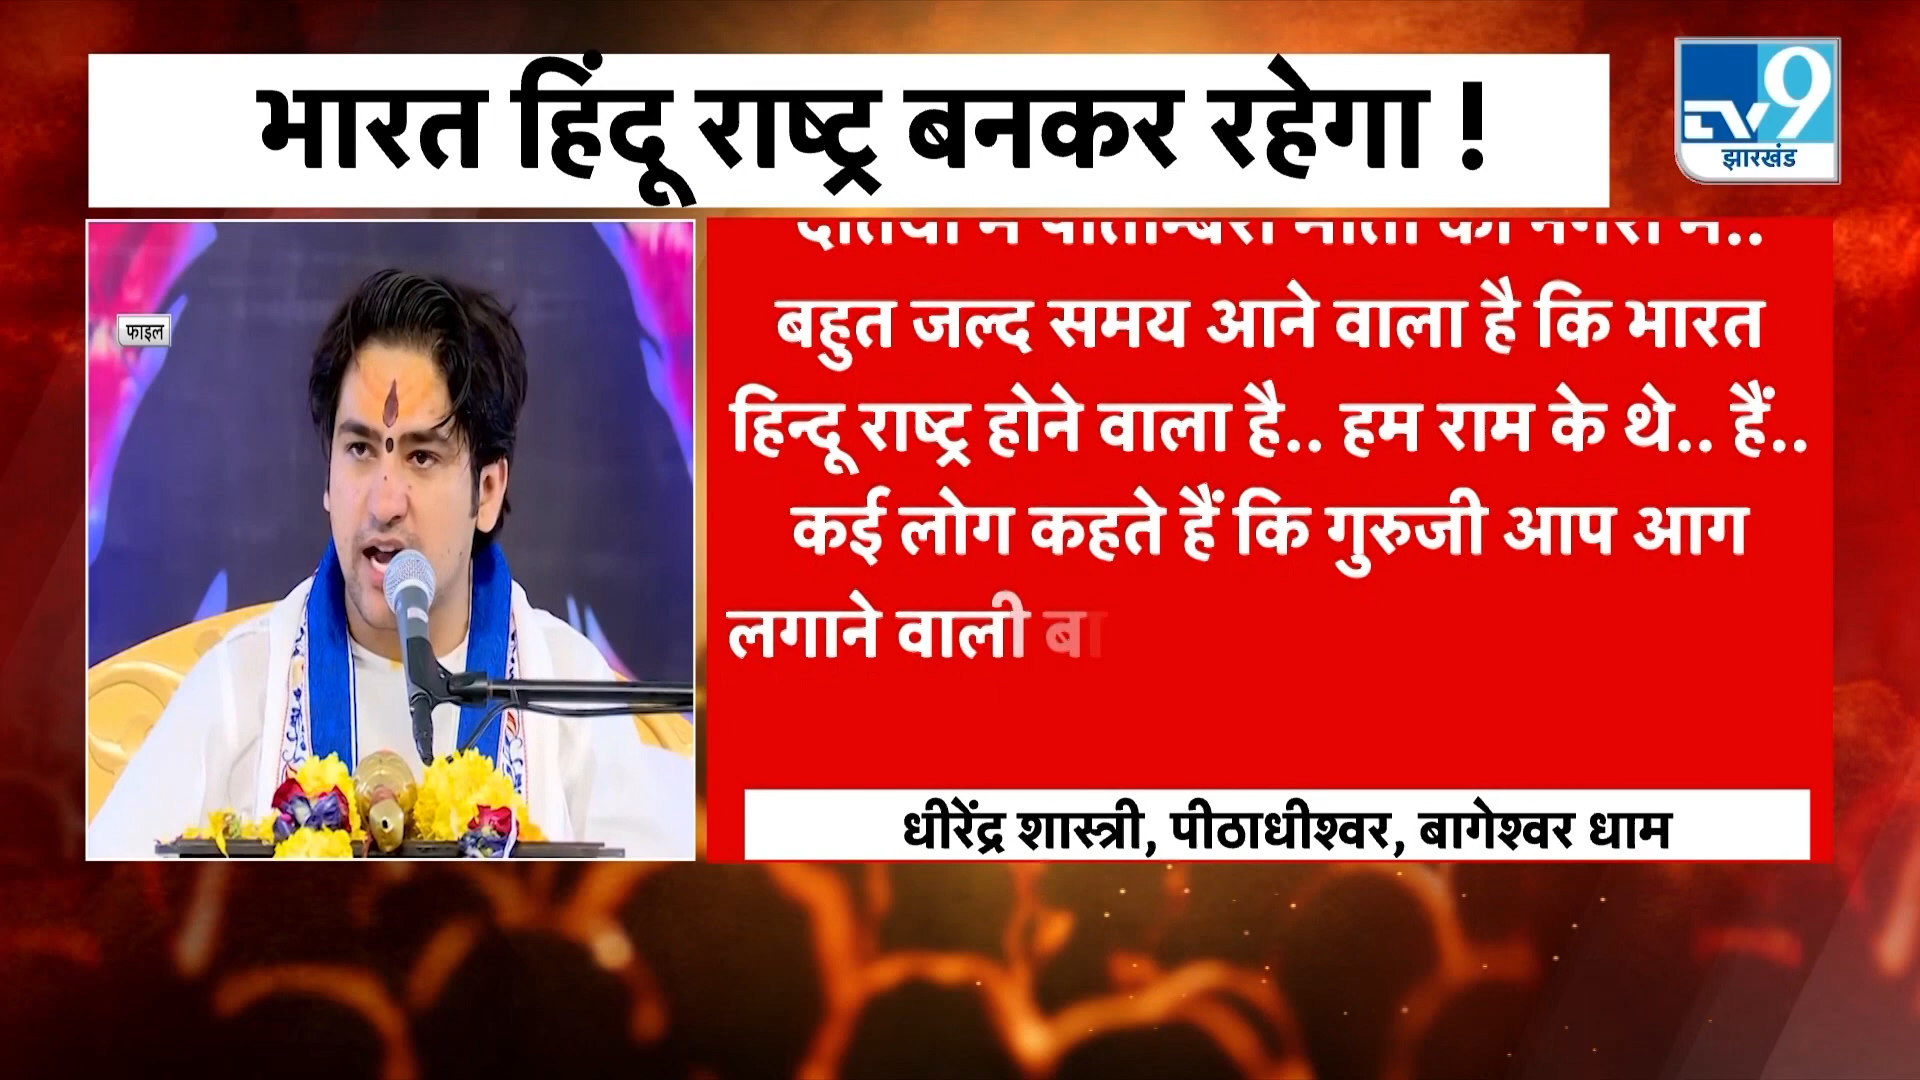 भारत हिंदू राष्ट्र बनकर रहेगा !
TV9
झारखंड
फाइल
बहुत जल्द समय आने वाला है कि भारत
हिन्दू राष्ट्र होने वाला है.. हम राम के थे.. हैं..
कई लोग कहते हैं कि गुरुजी आप आग
लगाने वाली बा
धीरेंद्र शास्त्री, पीठाधीश्वर, बागेश्वर धाम